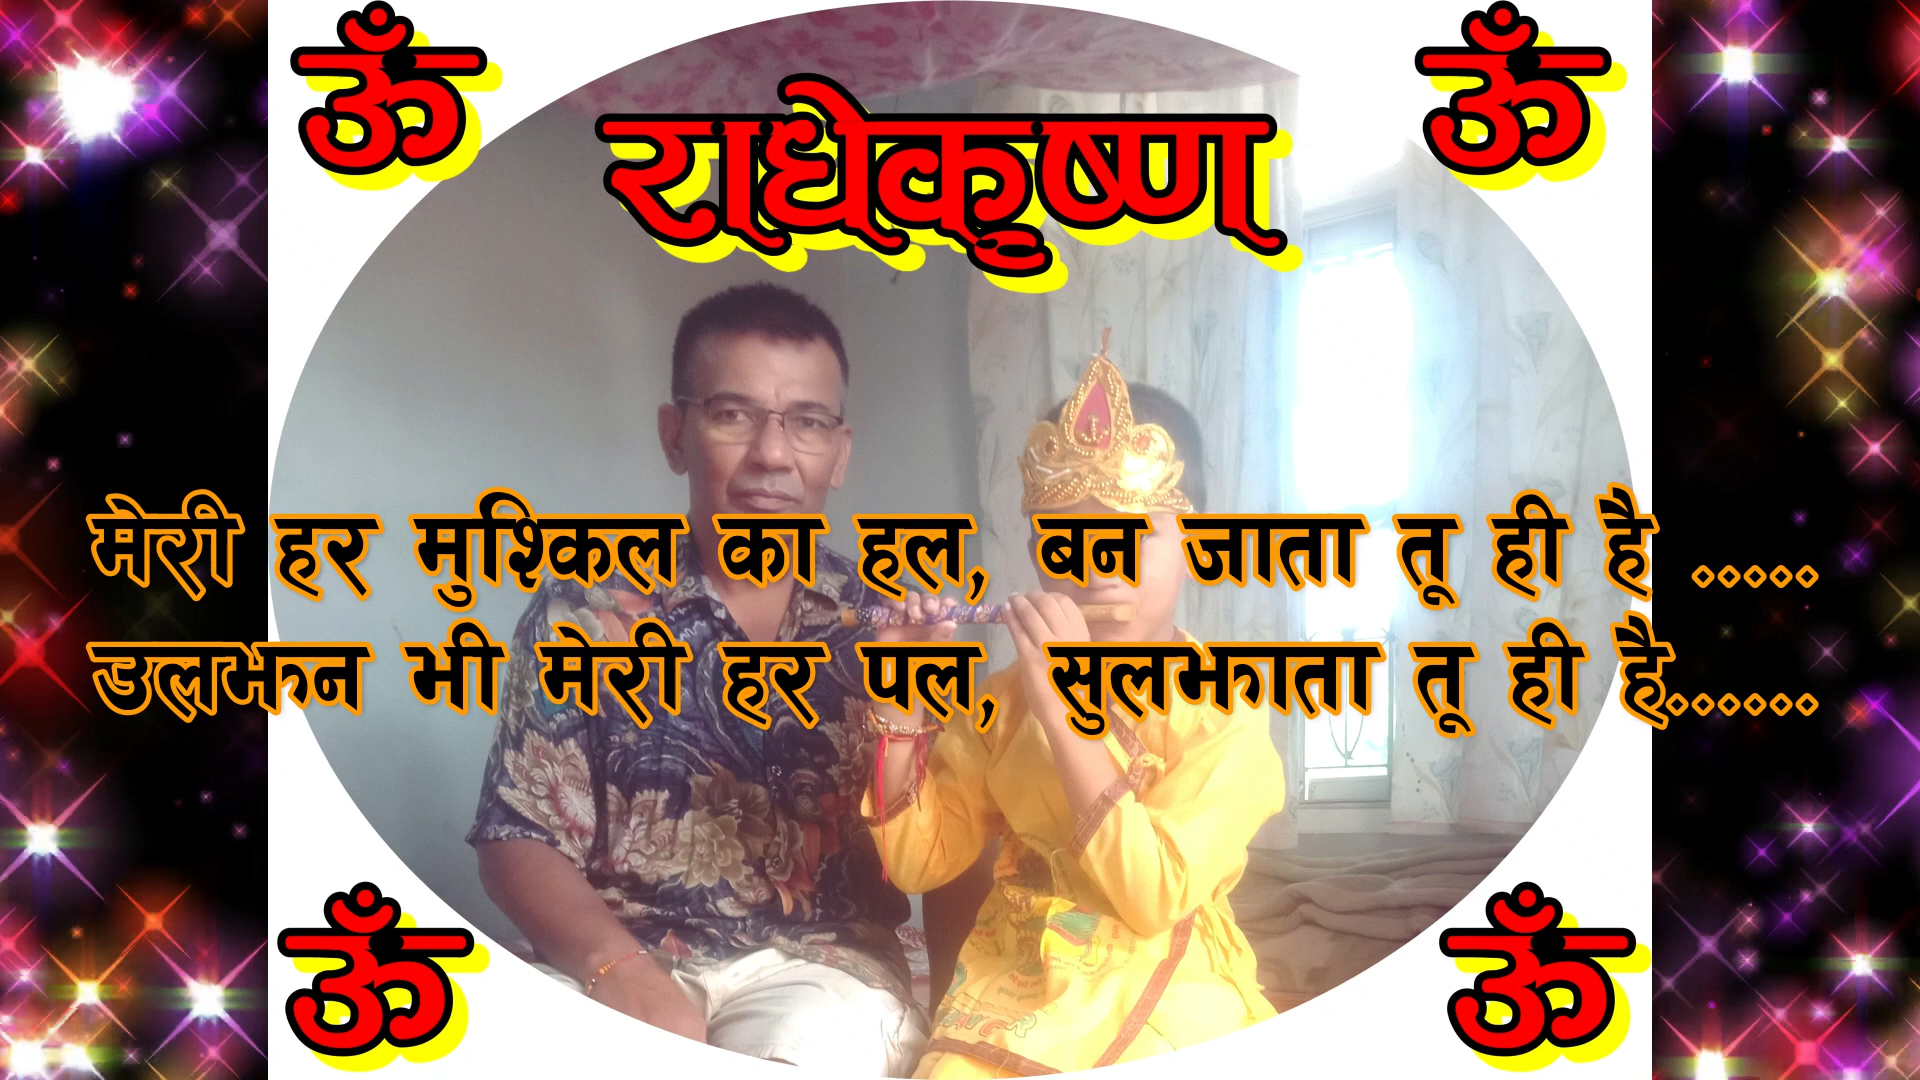 ॐ ॐ
राधेकृष्ण
मेरी हर मुश्किल का हल, बन जाता तू ही है .....
उलझन भी मेरी हर पल, सुलझाता तू ही है......
ॐ ॐ